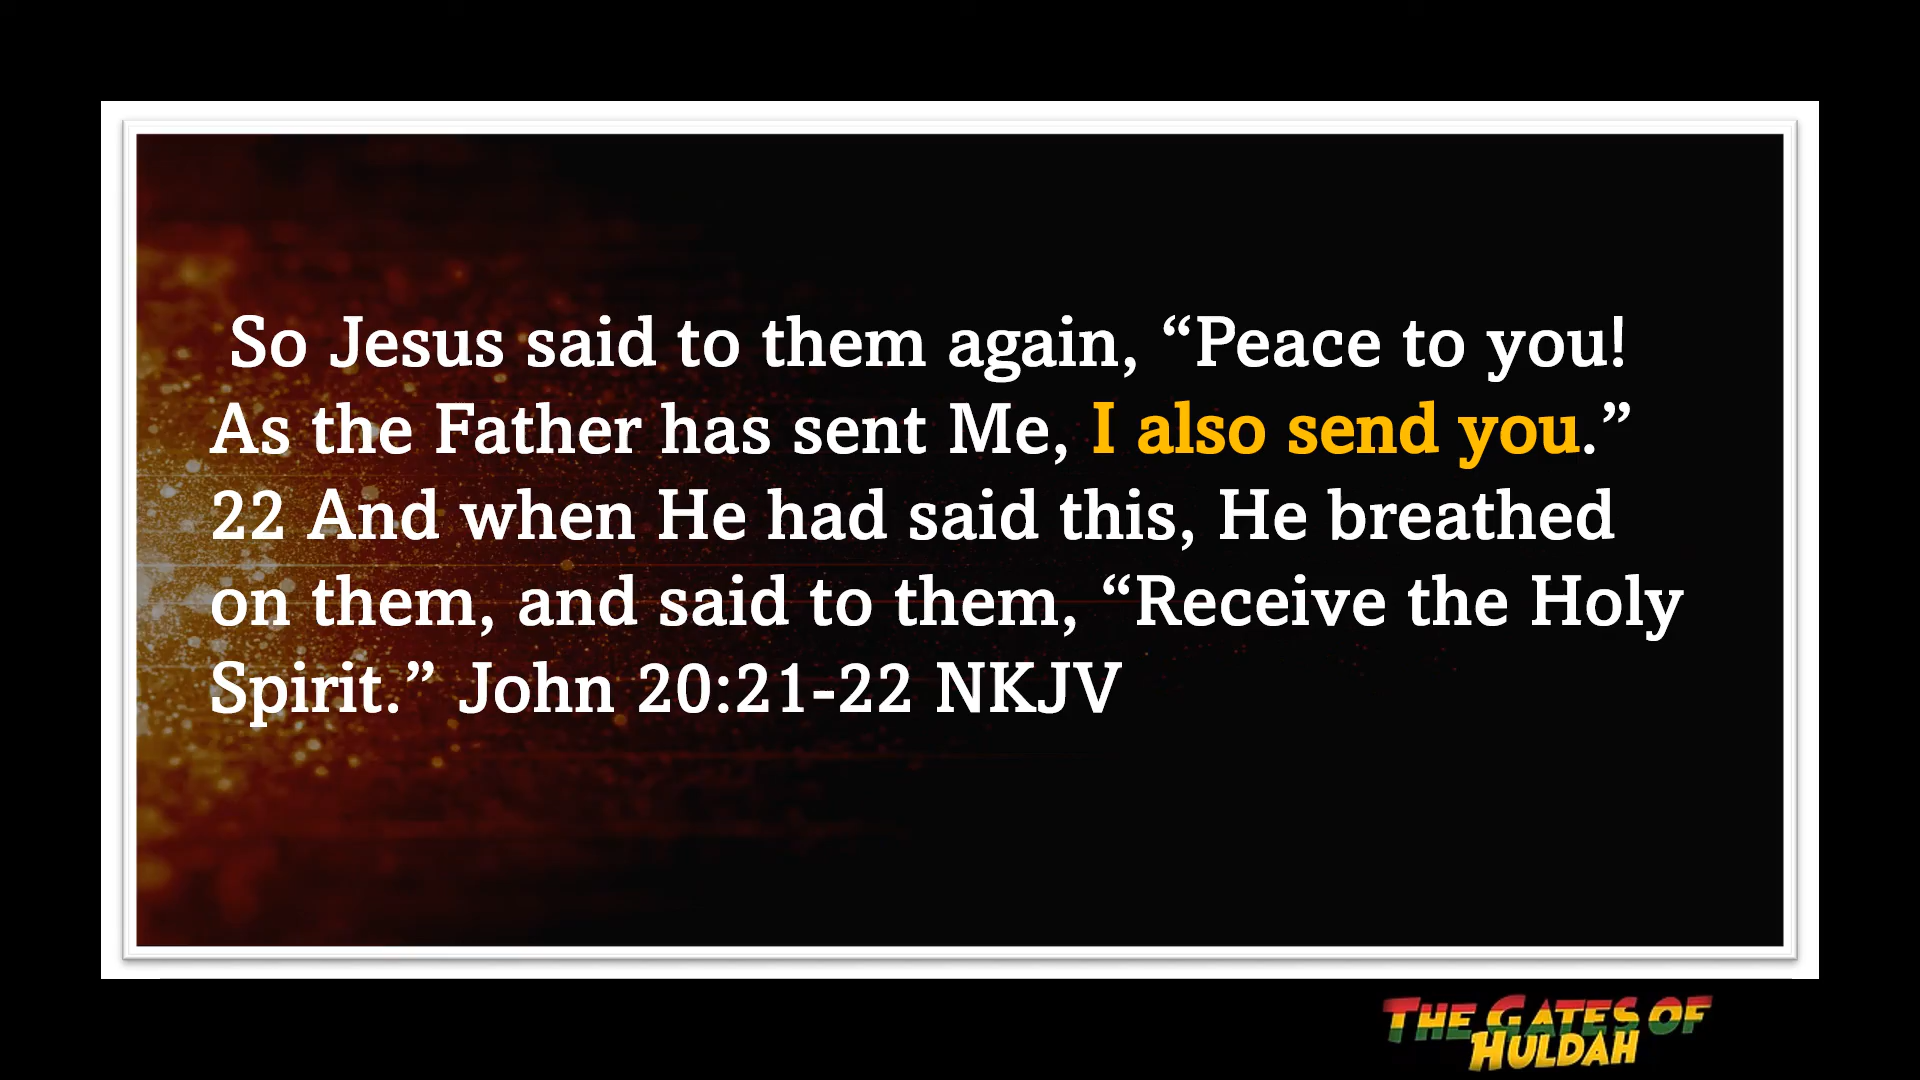 So Jesus said to them again, “Peace to you!
As the Father has sent Me, I also send you.”
22 And when He had said this, He breathed
on them, and said to them, “Receive the Holy
Spirit.” John 20:21-22 NKJV
THE GATES OF
HULDAH